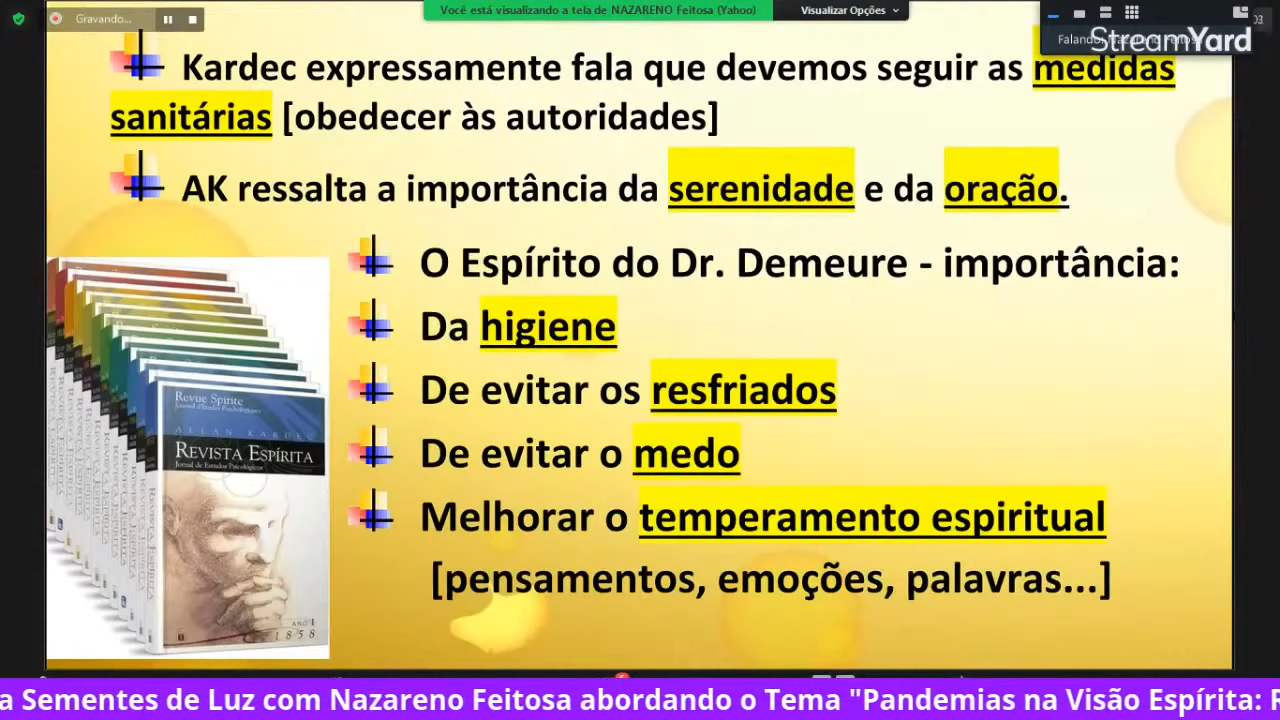 Gravando...
Você está visualizando a tela de NAZARENO Feitosa (Yahoo)
Visualizar Opções
StreamYard
Kardec expressamente fala que devemos seguir as medidas
sanitárias [obedecer às autoridades]
AK ressalta a importância da serenidade e da oração.
O Espírito do Dr. Demeure - importância:
Da higiene
De evitar os resfriados
De evitar o medo
Melhorar o temperamento espiritual
[pensamentos, emoções, palavras...]
Revue Spirite
ALLAN KARDEC
REVISTA ESPÍRITA
Jornal de Estudos Psicológicos
ANO I
1858
a Sementes de Luz com Nazareno Feitosa abordando o Tema "Pandemias na Visão Espírita: